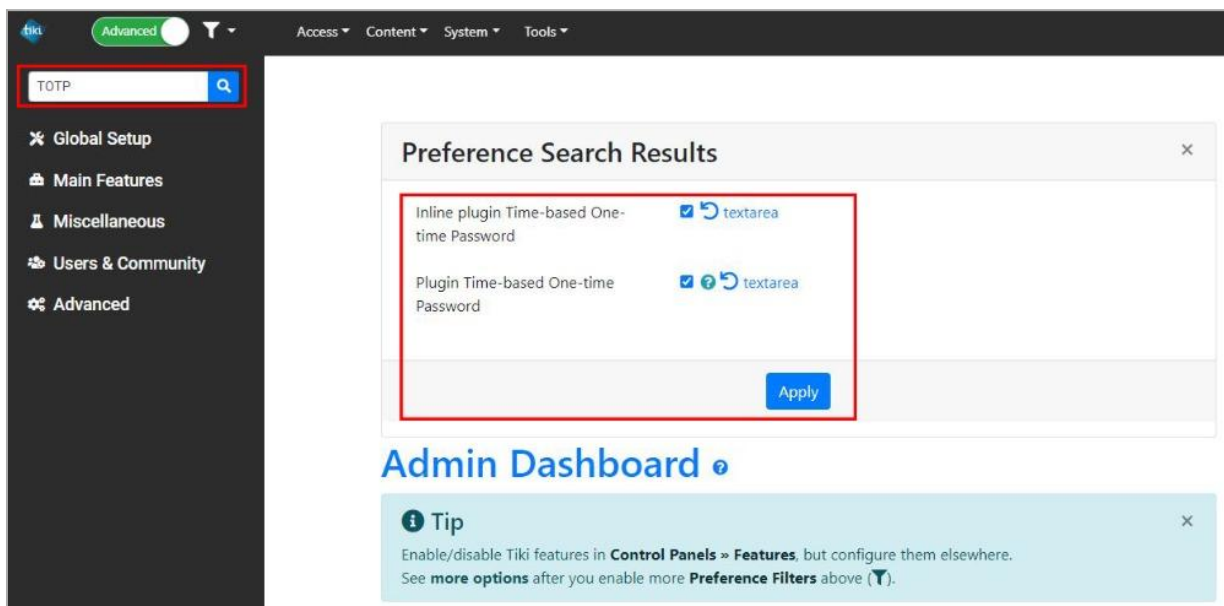 tiki Advanced Access Content System Tools
TOTP
Global Setup
Main Features
Miscellaneous
Users & Community
Advanced
Preference Search Results
Inline plugin Time-based One-
time Password
textarea
Plugin Time-based One-time
Password
textarea
Apply
Admin Dashboard
Tip
Enable/disable Tiki features in Control Panels » Features, but configure them elsewhere.
See more options after you enable more Preference Filters above ( ).